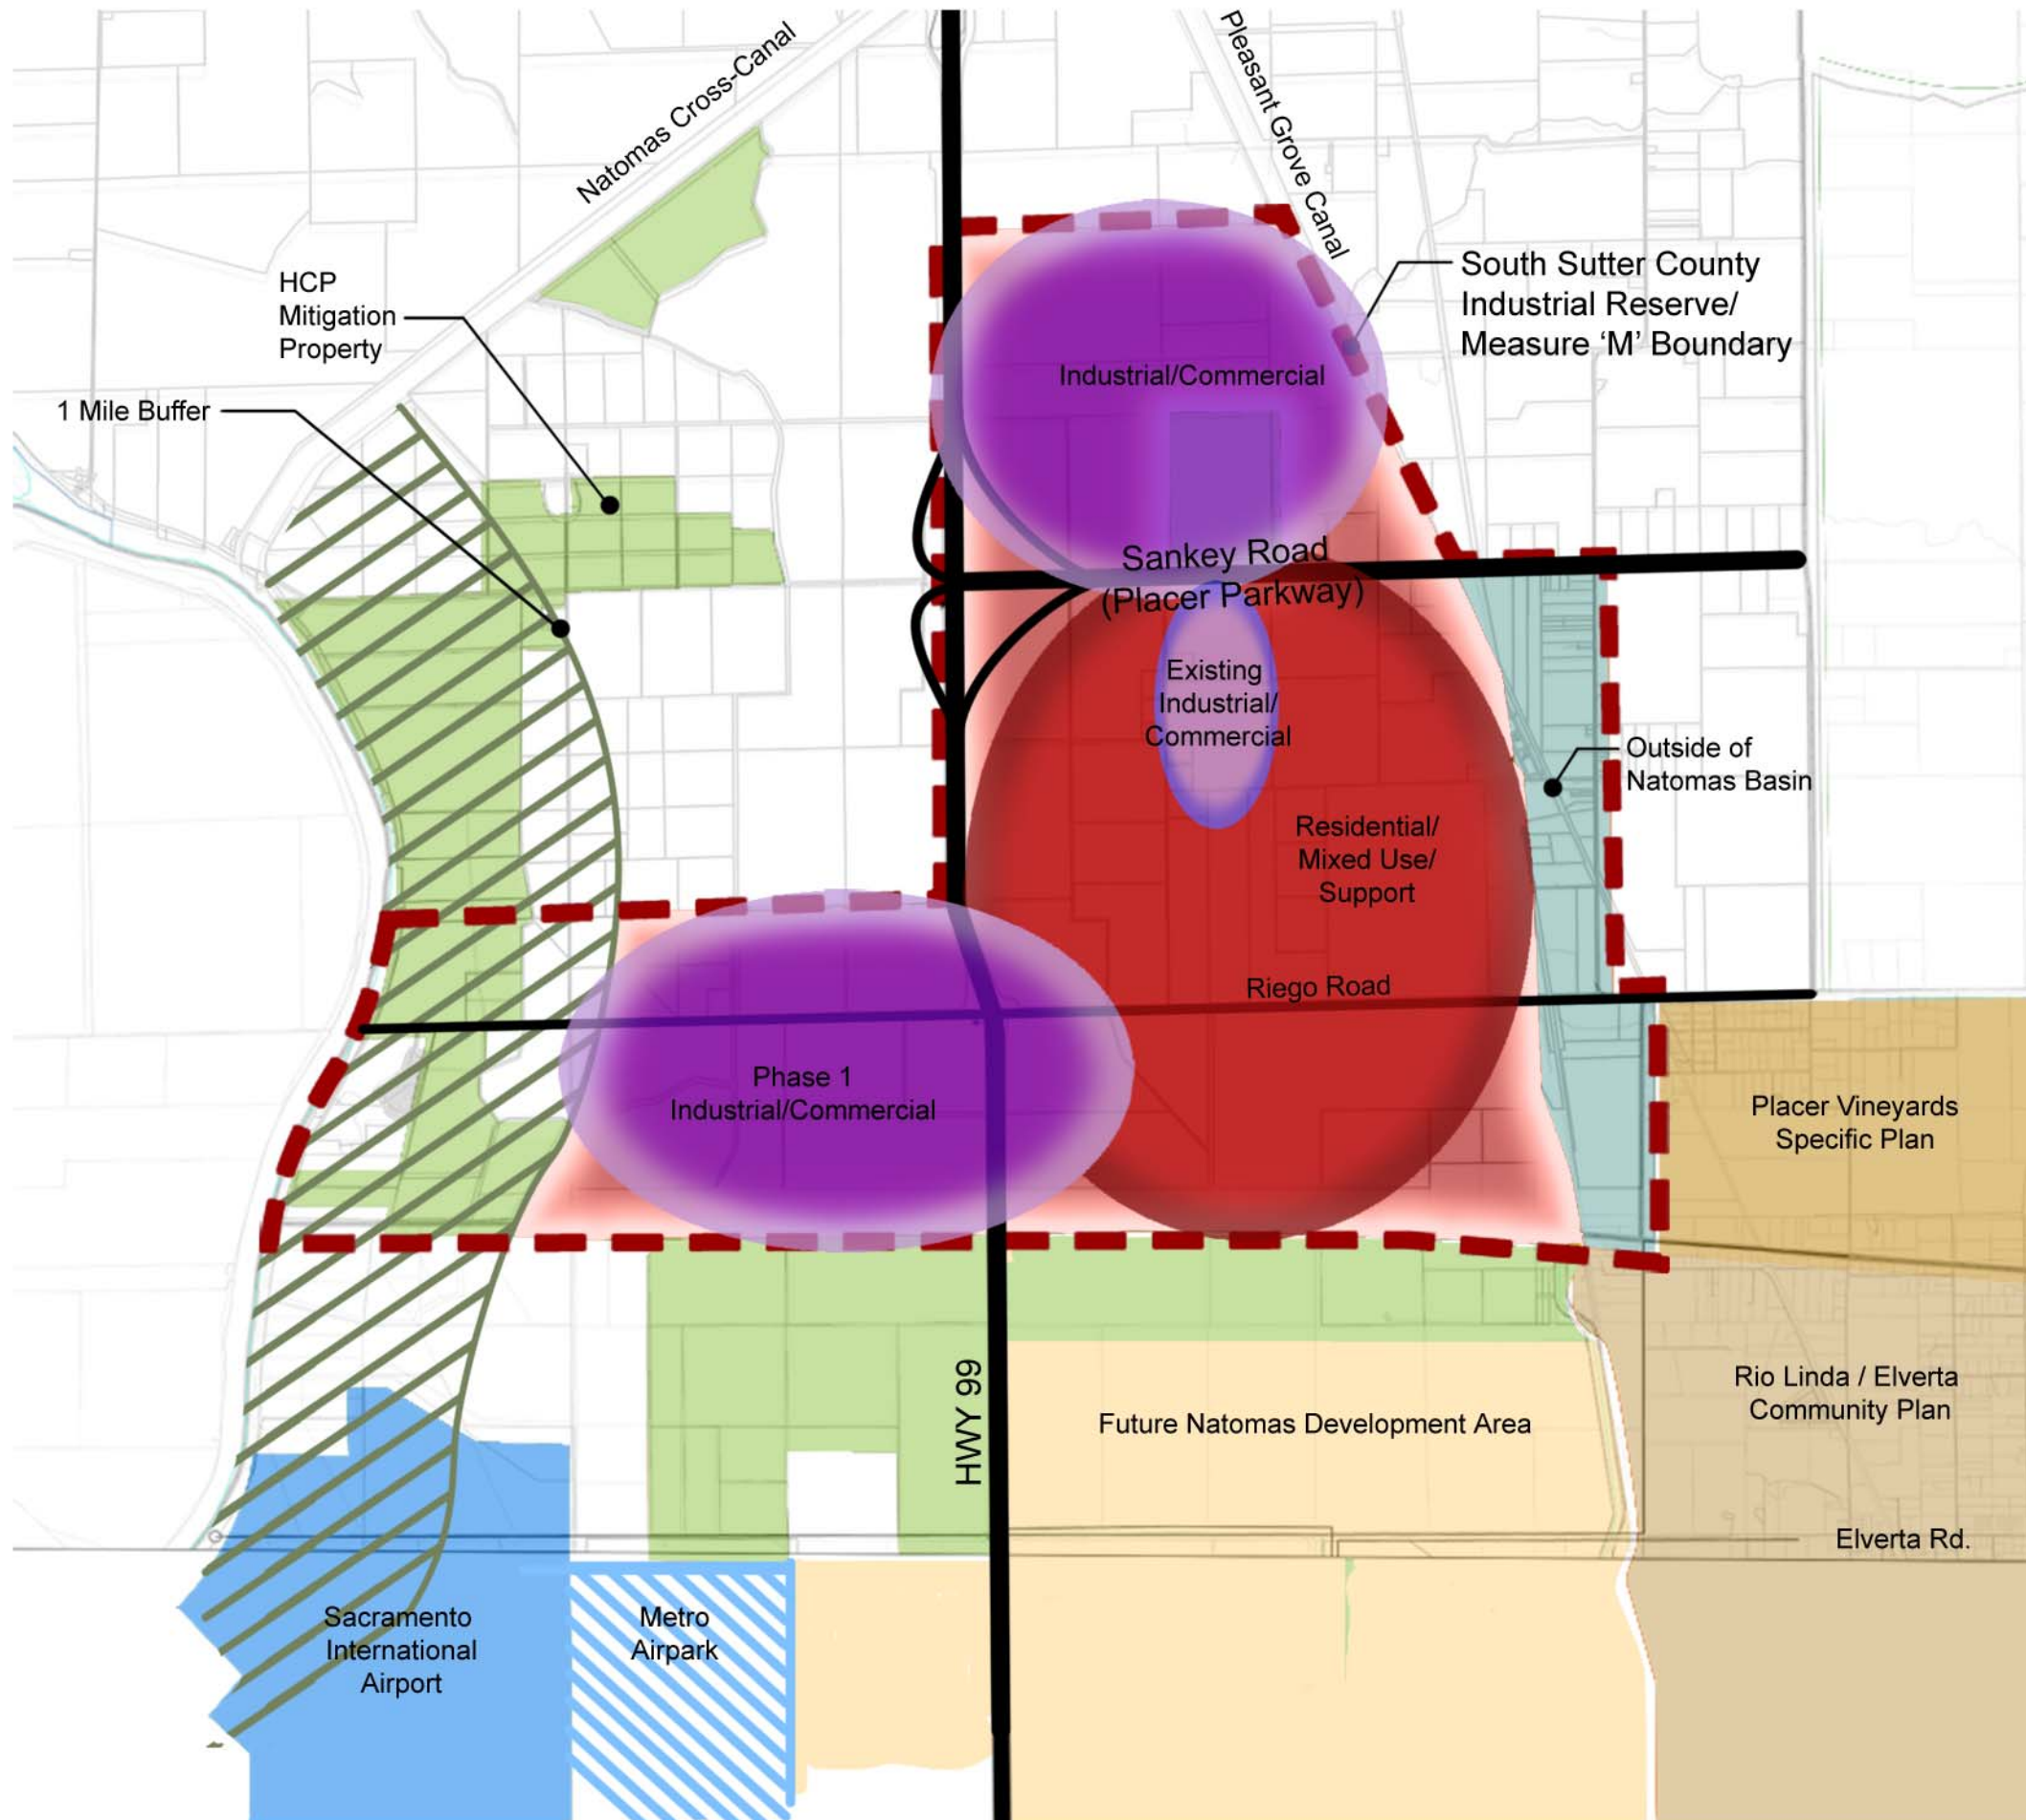 Natomas Cross-Canal
Pleasant Grove Canal
HCP
Mitigation
Property
1 Mile Buffer
South Sutter County
Industrial Reserve/
Measure ‘M’ Boundary
Industrial/Commercial
Sankey Road
(Placer Parkway)
Existing
Industrial/
Commercial
Outside of
Natomas Basin
Residential/
Mixed Use/
Support
Riego Road
Phase 1
Industrial/Commercial
Placer Vineyards
Specific Plan
HWY 99
Future Natomas Development Area
Rio Linda / Elverta
Community Plan
Elverta Rd.
Sacramento
International
Airport
Metro
Airpark